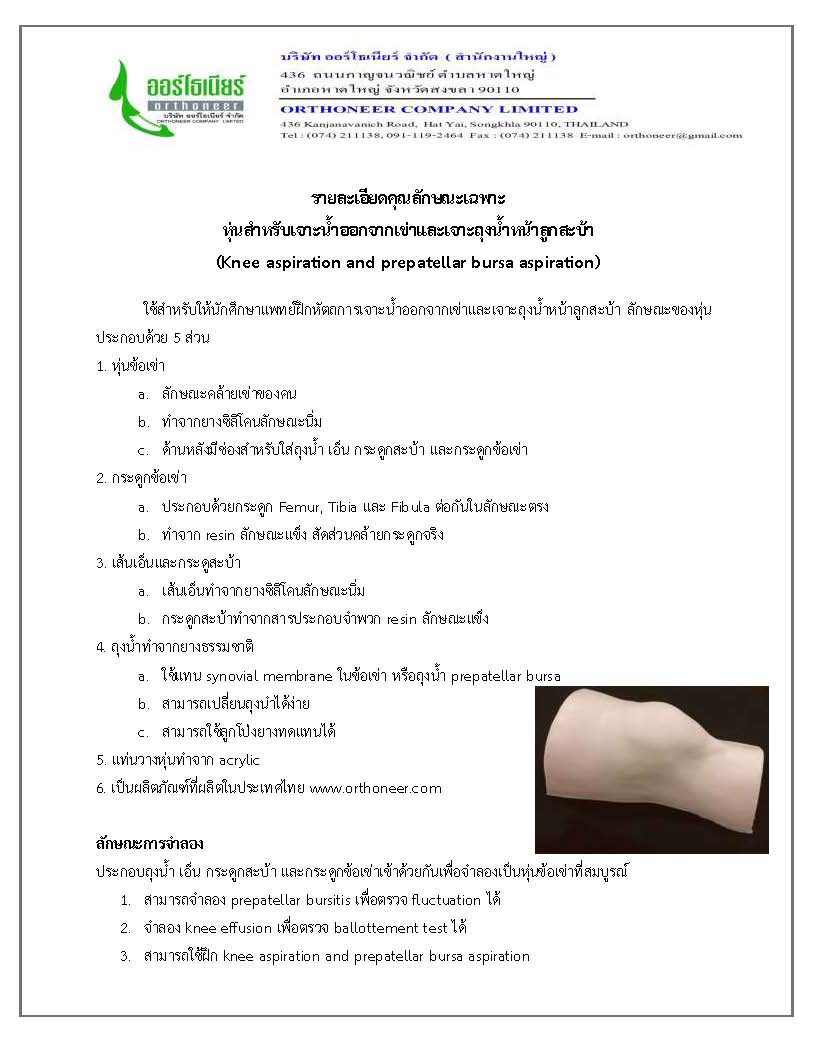 ออร์โธเนียร์
orthoneer
บริษัท ออร์โธเนียร์ จำกัด
ORTHONEER COMPANY LIMITED
บริษัท ออร์โธเนียร์ จำกัด ( สำนักงานใหญ่ )
436 ถนนกาญจนวณิชย์ ตำบลหาดใหญ่
อำเภอหาดใหญ่ จังหวัดสงขลา 90110
ORTHONEER COMPANY LIMITED
436 Kanjanavanich Road, Hat Yai, Songkhla 90110, THAILAND
Tel : (074) 211138, 091-119-2464 Fax : (074) 211138 E-mail : orthoneer@gmail.com
รายละเอียดคุณลักษณะเฉพาะ
หุ่นสำหรับเจาะน้ำออกจากเข่าและเจาะถุงน้ำหน้าลูกสะบ้า
(Knee aspiration and prepatellar bursa aspiration)
ใช้สำหรับให้นักศึกษาแพทย์ฝึกหัตถการเจาะน้ำออกจากเข่าและเจาะถุงน้ำหน้าลูกสะบ้า ลักษณะของหุ่น
ประกอบด้วย 5 ส่วน
1. หุ่นข้อเข่า
a. ลักษณะคล้ายเข่าของคน
b. ทำจากยางซิลิโคนลักษณะนิ่ม
c. ด้านหลังมีช่องสำหรับใส่ถุงน้ำ เอ็น กระดูกสะบ้า และกระดูกข้อเข่า
2. กระดูกข้อเข่า
a. ประกอบด้วยกระดูก Femur, Tibia และ Fibula ต่อกันในลักษณะตรง
b. ทำจาก resin ลักษณะแข็ง สัดส่วนคล้ายกระดูกจริง
3. เส้นเอ็นและกระดูสะบ้า
a. เส้นเอ็นทำจากยางซิลิโคนลักษณะนิ่ม
b. กระดูกสะบ้าทำจากสารประกอบจำพวก resin ลักษณะแข็ง
4. ถุงน้ำทำจากยางธรรมชาติ
a. ใช้แทน synovial membrane ในข้อเข่า หรือถุงน้ำ prepatellar bursa
b. สามารถเปลี่ยนถุงนำได้ง่าย
c. สามารถใช้ลูกโป่งยางทดแทนได้
5. แท่นวางหุ่นทำจาก acrylic
6. เป็นผลิตภัณฑ์ที่ผลิตในประเทศไทย www.orthoneer.com
ลักษณะการจำลอง
ประกอบถุงน้ำ เอ็น กระดูกสะบ้า และกระดูกข้อเข่าเข้าด้วยกันเพื่อจำลองเป็นหุ่นข้อเข่าที่สมบูรณ์
1. สามารถจำลอง prepatellar bursitis เพื่อตรวจ fluctuation ได้
2. จำลอง knee effusion เพื่อตรวจ ballottement test ได้
3. สามารถใช้ฝึก knee aspiration and prepatellar bursa aspiration